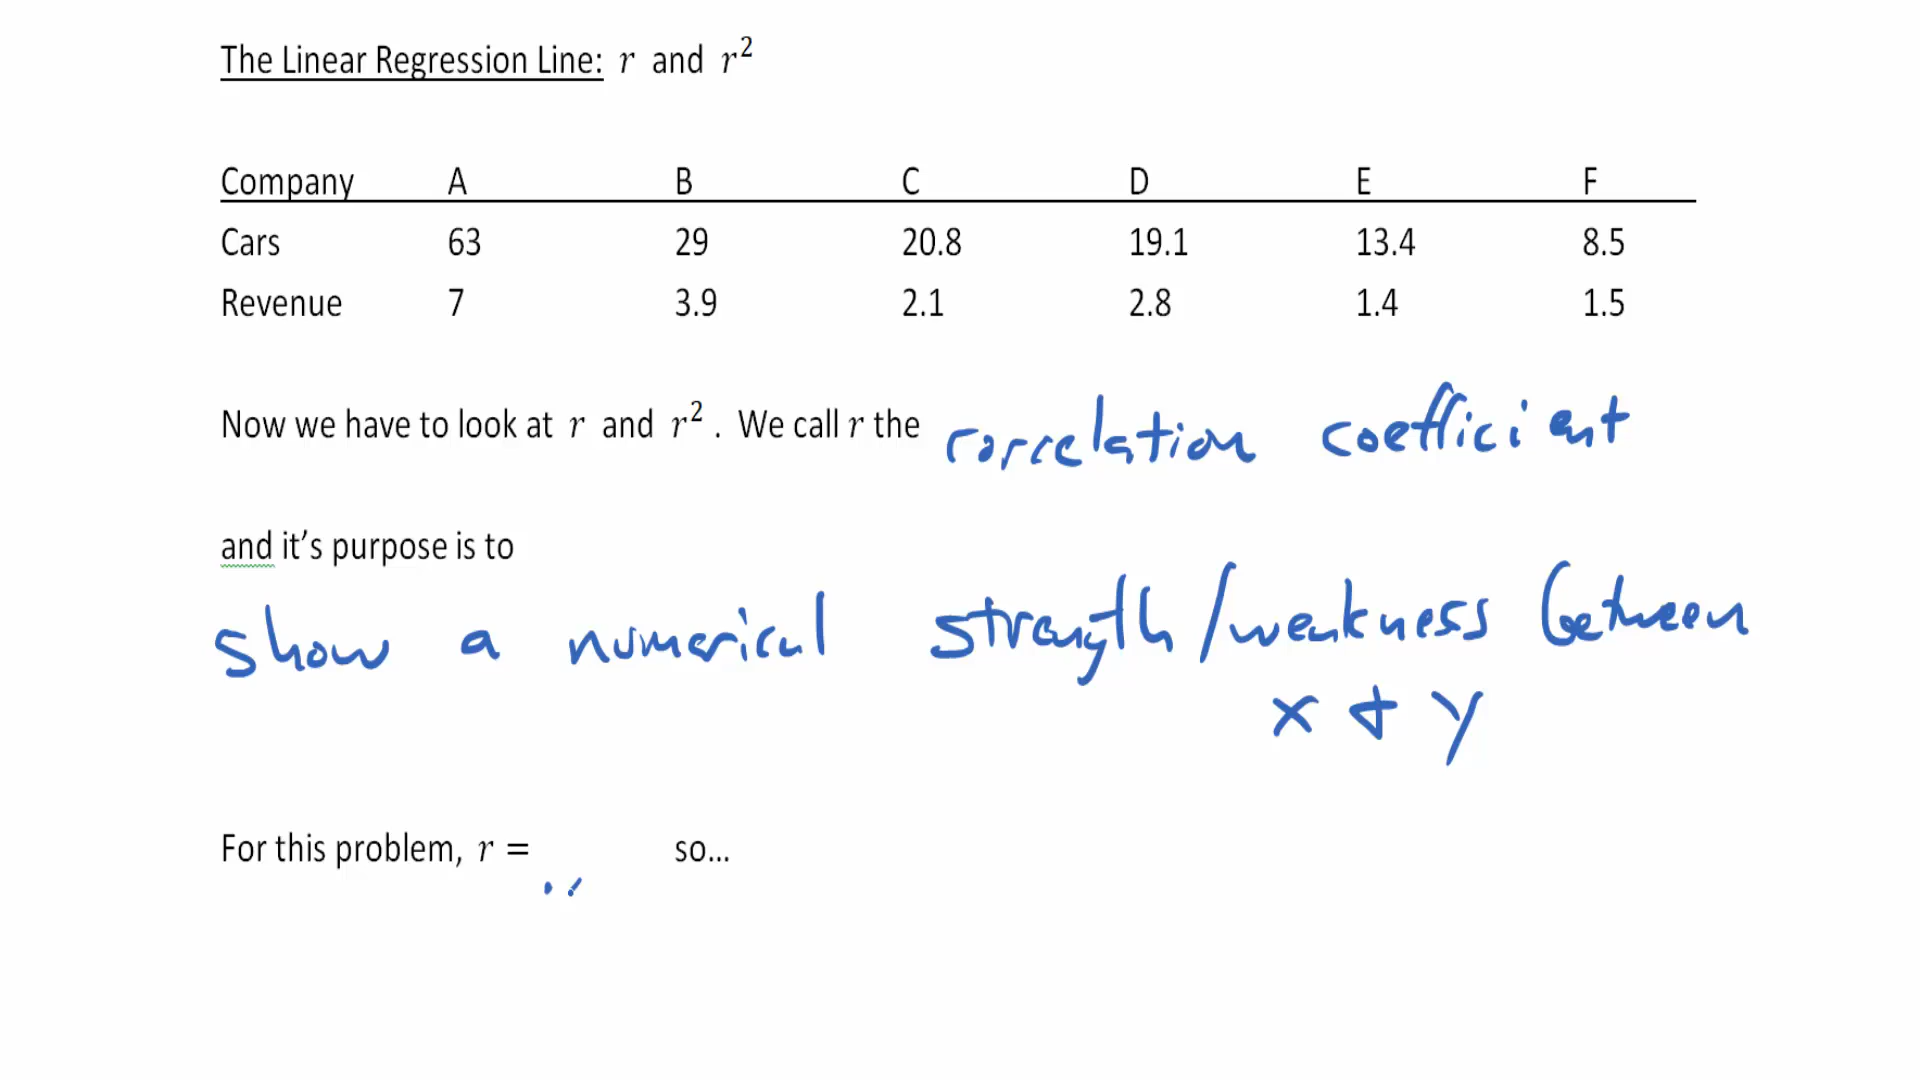 The Linear Regression Line: r and r²
Company A B C D E F
Cars 63 29 20.8 19.1 13.4 8.5
Revenue 7 3.9 2.1 2.8 1.4 1.5
Now we have to look at r and r² . We call r the correlation coefficient
and it’s purpose is to
show a numerical strength/weakness between
x + y
For this problem, r = so...